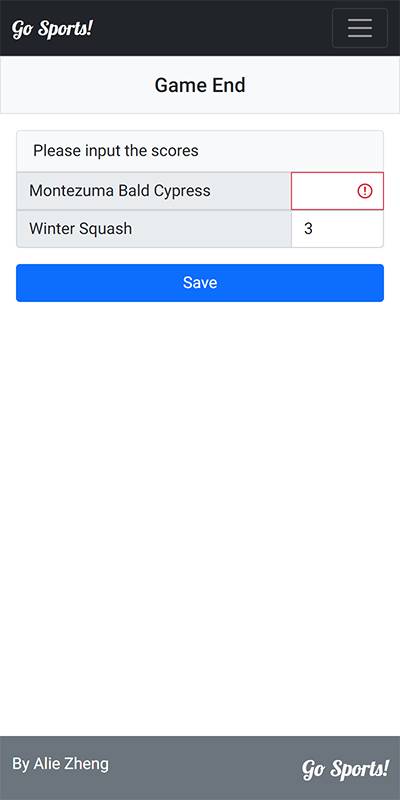 Go Sports!
Game End
Please input the scores
Montezuma Bald Cypress
Winter Squash 3
Save
By Alie Zheng Go Sports!